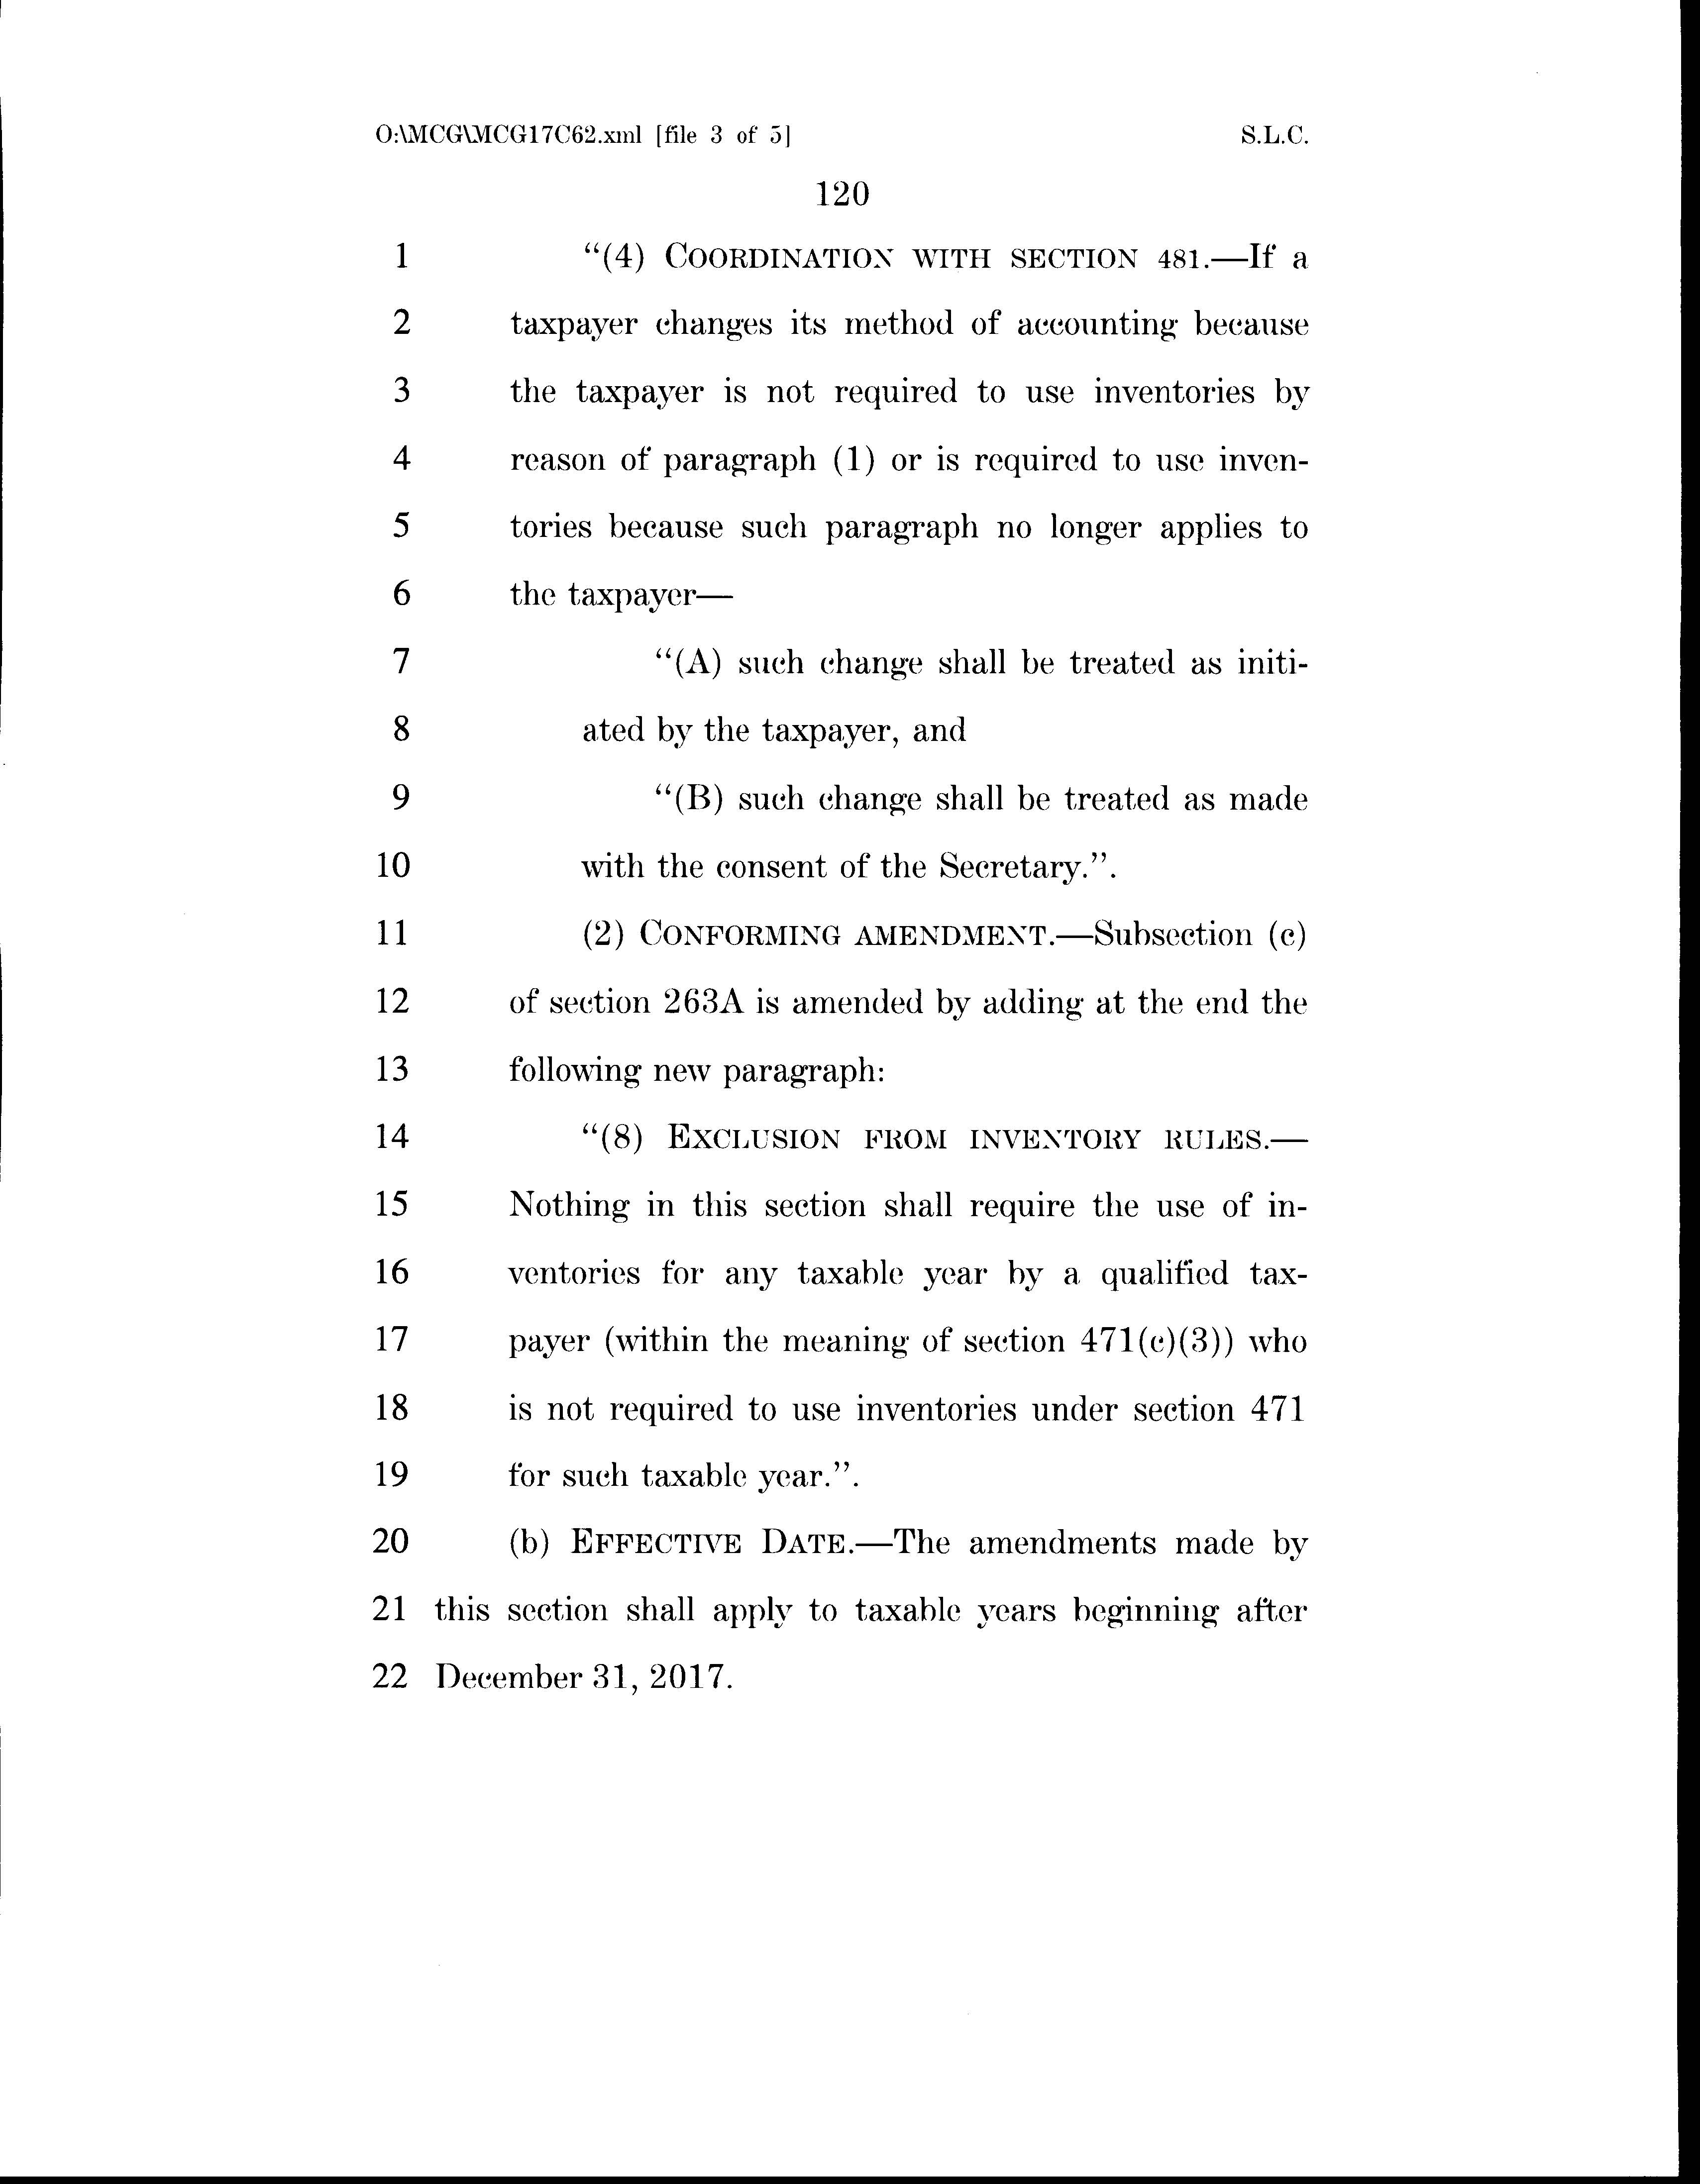 O:\MCG\MCG17C62.xml [file 3 of 5] S.L.C.
120
1 “(4) COORDINATION WITH SECTION 481.—If a
2 taxpayer changes its method of accounting because
3 the taxpayer is not required to use inventories by
4 reason of paragraph (1) or is required to use inven-
5 tories because such paragraph no longer applies to
6 the taxpayer—
7 “(A) such change shall be treated as initi-
8 ated by the taxpayer, and
9 “(B) such change shall be treated as made
10 with the consent of the Secretary.”.
11 (2) CONFORMING AMENDMENT.—Subsection (c)
12 of section 263A is amended by adding at the end the
13 following new paragraph:
14 “(8) EXCLUSION FROM INVENTORY RULES.—
15 Nothing in this section shall require the use of in-
16 ventories for any taxable year by a qualified tax-
17 payer (within the meaning of section 471(c)(3)) who
18 is not required to use inventories under section 471
19 for such taxable year.”.
20 (b) EFFECTIVE DATE.—The amendments made by
21 this section shall apply to taxable years beginning after
22 December 31, 2017.